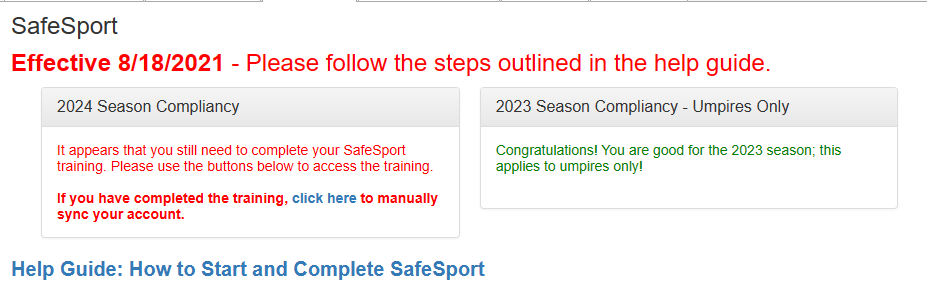 SafeSport
Effective 8/18/2021 - Please follow the steps outlined in the help guide.
2024 Season Compliancy
It appears that you still need to complete your SafeSport
training. Please use the buttons below to access the training.
If you have completed the training, click here to manually
sync your account.
2023 Season Compliancy - Umpires Only
Congratulations! You are good for the 2023 season; this
applies to umpires only!
Help Guide: How to Start and Complete SafeSport